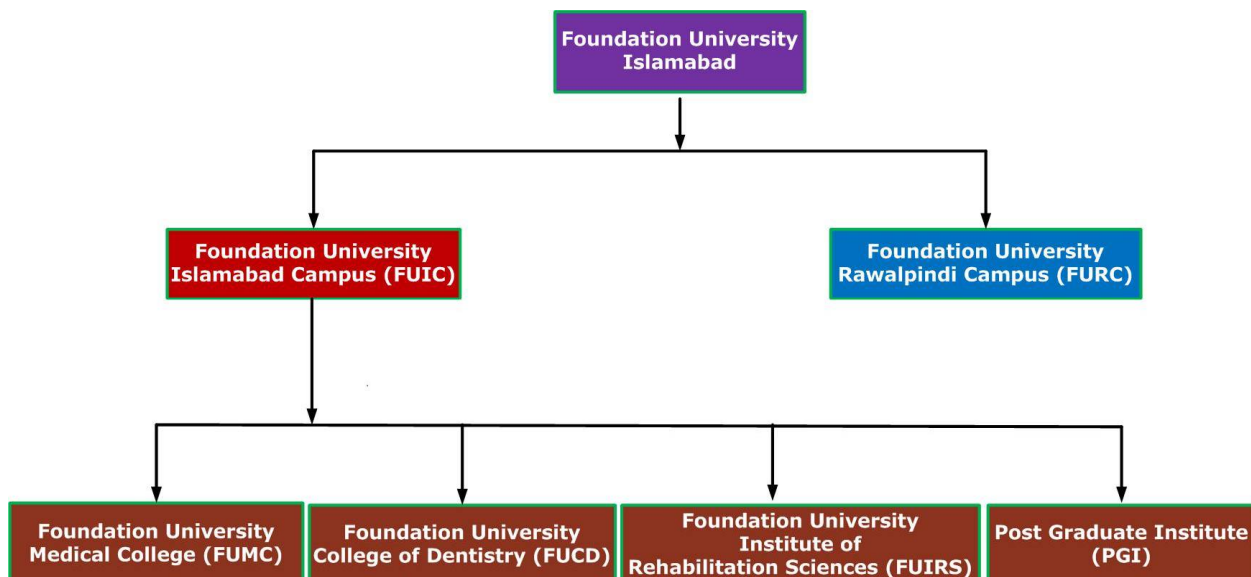 Foundation University
Islamabad
Foundation University
Islamabad Campus (FUIC)
Foundation University
Rawalpindi Campus (FURC)
Foundation University
Medical College (FUMC)
Foundation University
College of Dentistry (FUCD)
Foundation University
Institute of
Rehabilitation Sciences (FUIRS)
Post Graduate Institute
(PGI)